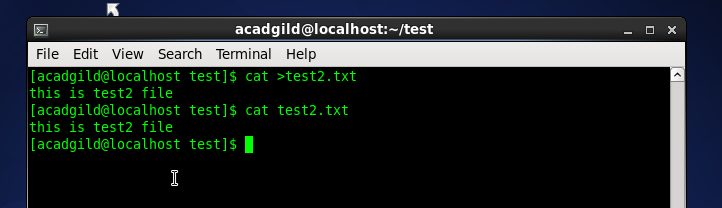 acadgild@localhost:~/test
File Edit View Search Terminal Help
[acadgild@localhost test]$ cat >test2.txt
this is test2 file
[acadgild@localhost test]$ cat test2.txt
this is test2 file
[acadgild@localhost test]$